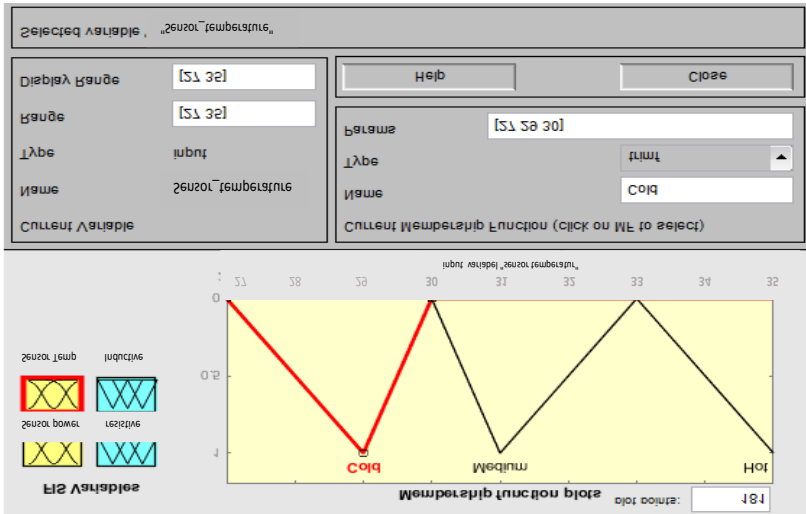 FIS Variables
Membership function plots
plot points:
181
Sensor power
resistive
Sensor Temp
Inductive
Cold
Medium
Hot
1
0.5
0
27 28 29 30 31 32 33 34 35
input variabel "sensor temperatur"
Current Variable
Name
Sensor_temperature
Type
input
Range
[27 35]
Display Range
[27 35]
Current Membership Function (click on MF to select)
Name
Cold
Type
trimf
Params
[27 29 30]
Help
Close
Selected variable "Sensor_temperature"